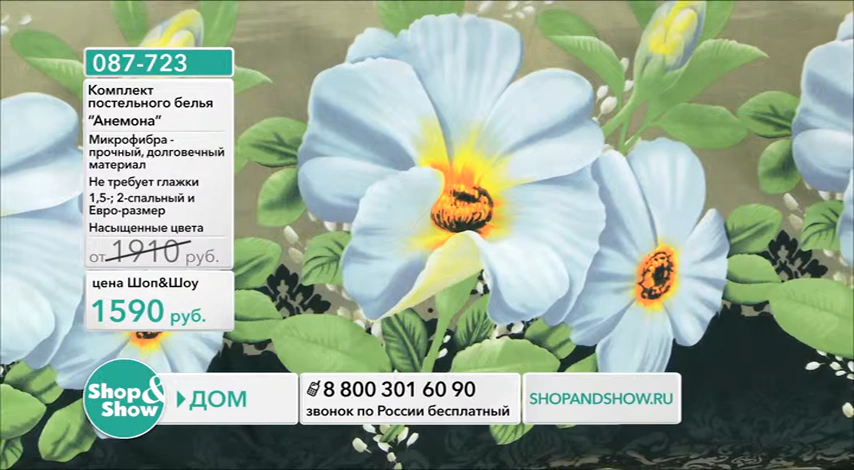 087-723
Комплект
постельного белья
"Анемона"
Микрофибра -
прочный, долговечный
материал
Не требует глажки
1,5-; 2-спальный и
Евро-размер
Насыщенные цвета
от 1910 руб.
цена Шоп&Шоу
1590 руб.
Shop&
Show
ДОМ
8 800 301 60 90
звонок по России бесплатный
SHOPANDSHOW.RU